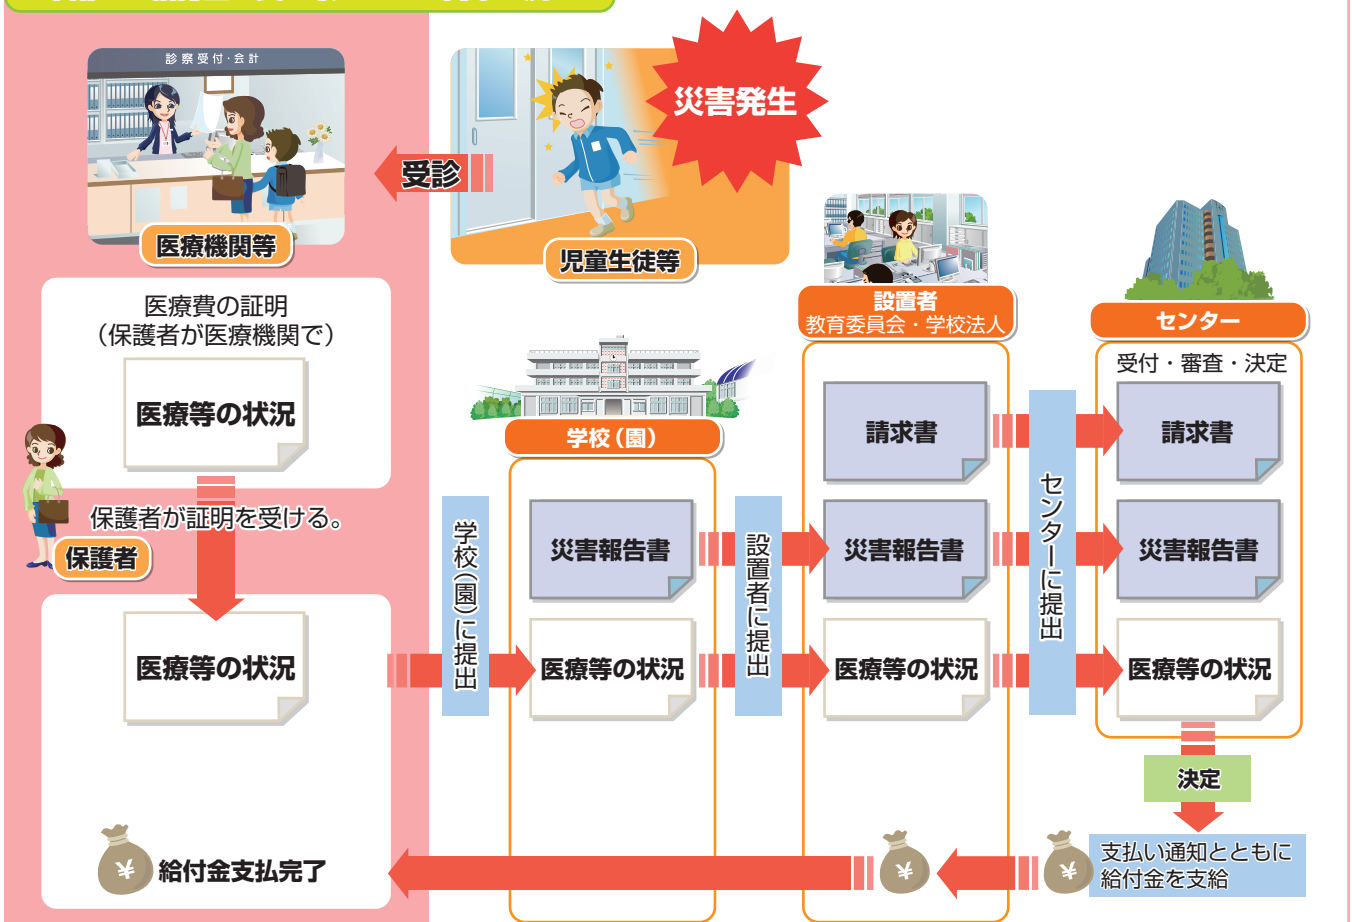 診察受付・会計
災害発生
受診
医療機関等
児童生徒等
設置者
教育委員会・学校法人
センター
医療費の証明
（保護者が医療機関で）
医療等の状況
学校（園）
受付・審査・決定
請求書
請求書
保護者が証明を受ける。
保護者
学校（園）に提出
災害報告書
設置者に提出
災害報告書
センターに提出
災害報告書
医療等の状況
医療等の状況
医療等の状況
医療等の状況
決定
支払い通知とともに
給付金を支給
¥
¥
¥
給付金支払完了